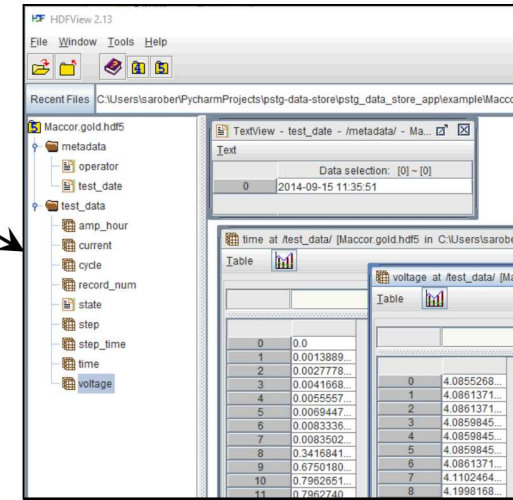 HDFView 2.13
File Window Tools Help
4 5
Recent Files C:\Users\sarober\PycharmProjects\pstg-data-store\pstg_data_store_app\example\Macco
5 Maccor.gold.hdf5
metadata
operator
test_date
test_data
amp_hour
current
cycle
record_num
state
step
step_time
time
voltage
TextView - test_date - /metadata/ - Ma...
Text
Data selection: [0] ~ [0]
0 2014-09-15 11:35:51
time at /test_data/ [Maccor.gold.hdf5 in C:\Users\sarobe
Table
0 0.0
1 0.0013889...
2 0.0027778...
3 0.0041668...
4 0.0055557...
5 0.0069447...
6 0.0083336...
7 0.0083502...
8 0.3416841...
9 0.6750180...
10 0.7962651...
11 0.7962740
voltage at /test_data/ [Ma
Table
0 4.0855268...
1 4.0861371...
2 4.0861371...
3 4.0859845...
4 4.0859845...
5 4.0859845...
6 4.0861371...
7 4.1102464...
8 4.1998168...